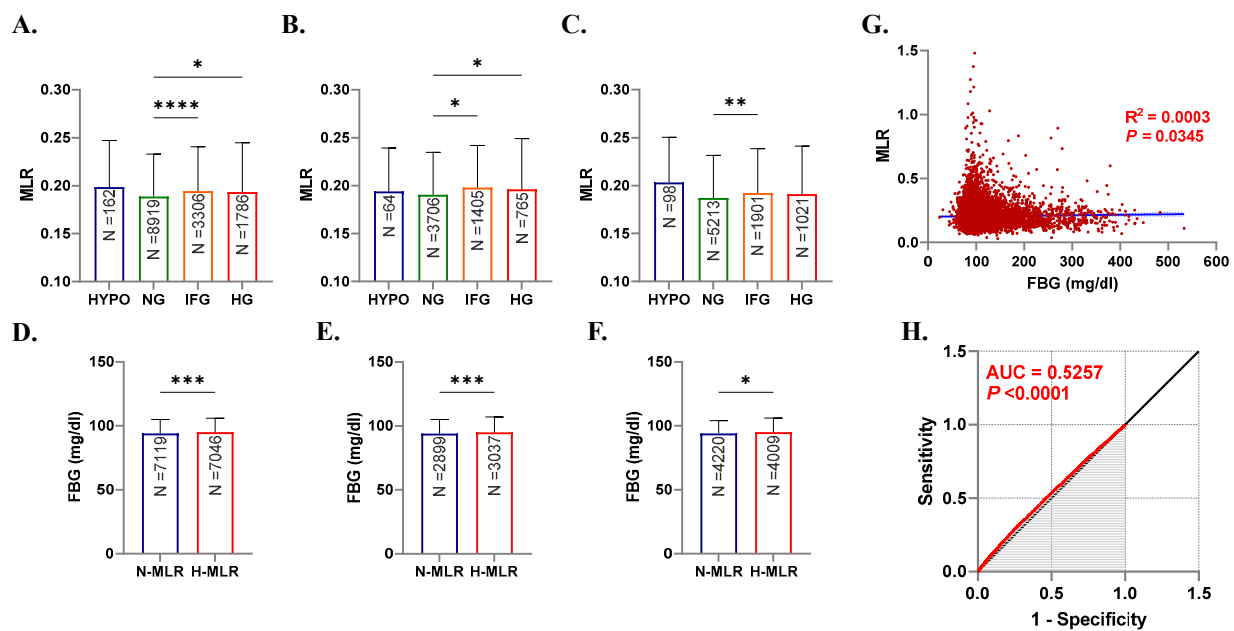 A.
MLR
0.30
0.25
0.20
0.15
0.10
*
****
N =162
N =8919
N =3306
N =1786
HYPO NG IFG HG
B.
MLR
0.30
0.25
0.20
0.15
0.10
*
*
N =64
N =3706
N =1405
N =765
HYPO NG IFG HG
C.
MLR
0.30
0.25
0.20
0.15
0.10
**
N =98
N =5213
N =1901
N =1021
HYPO NG IFG HG
G.
MLR
1.5
1.0
0.5
0.0
R² = 0.0003
P = 0.0345
0 100 200 300 400 500 600
FBG (mg/dl)
D.
FBG (mg/dl)
150
100
50
0
***
N =7119
N =7046
N-MLR H-MLR
E.
FBG (mg/dl)
150
100
50
0
***
N =2899
N =3037
N-MLR H-MLR
F.
FBG (mg/dl)
150
100
50
0
*
N =4220
N =4009
N-MLR H-MLR
H.
Sensitivity
1.5
1.0
0.5
0.0
AUC = 0.5257
P <0.0001
0.0 0.5 1.0 1.5
1 - Specificity